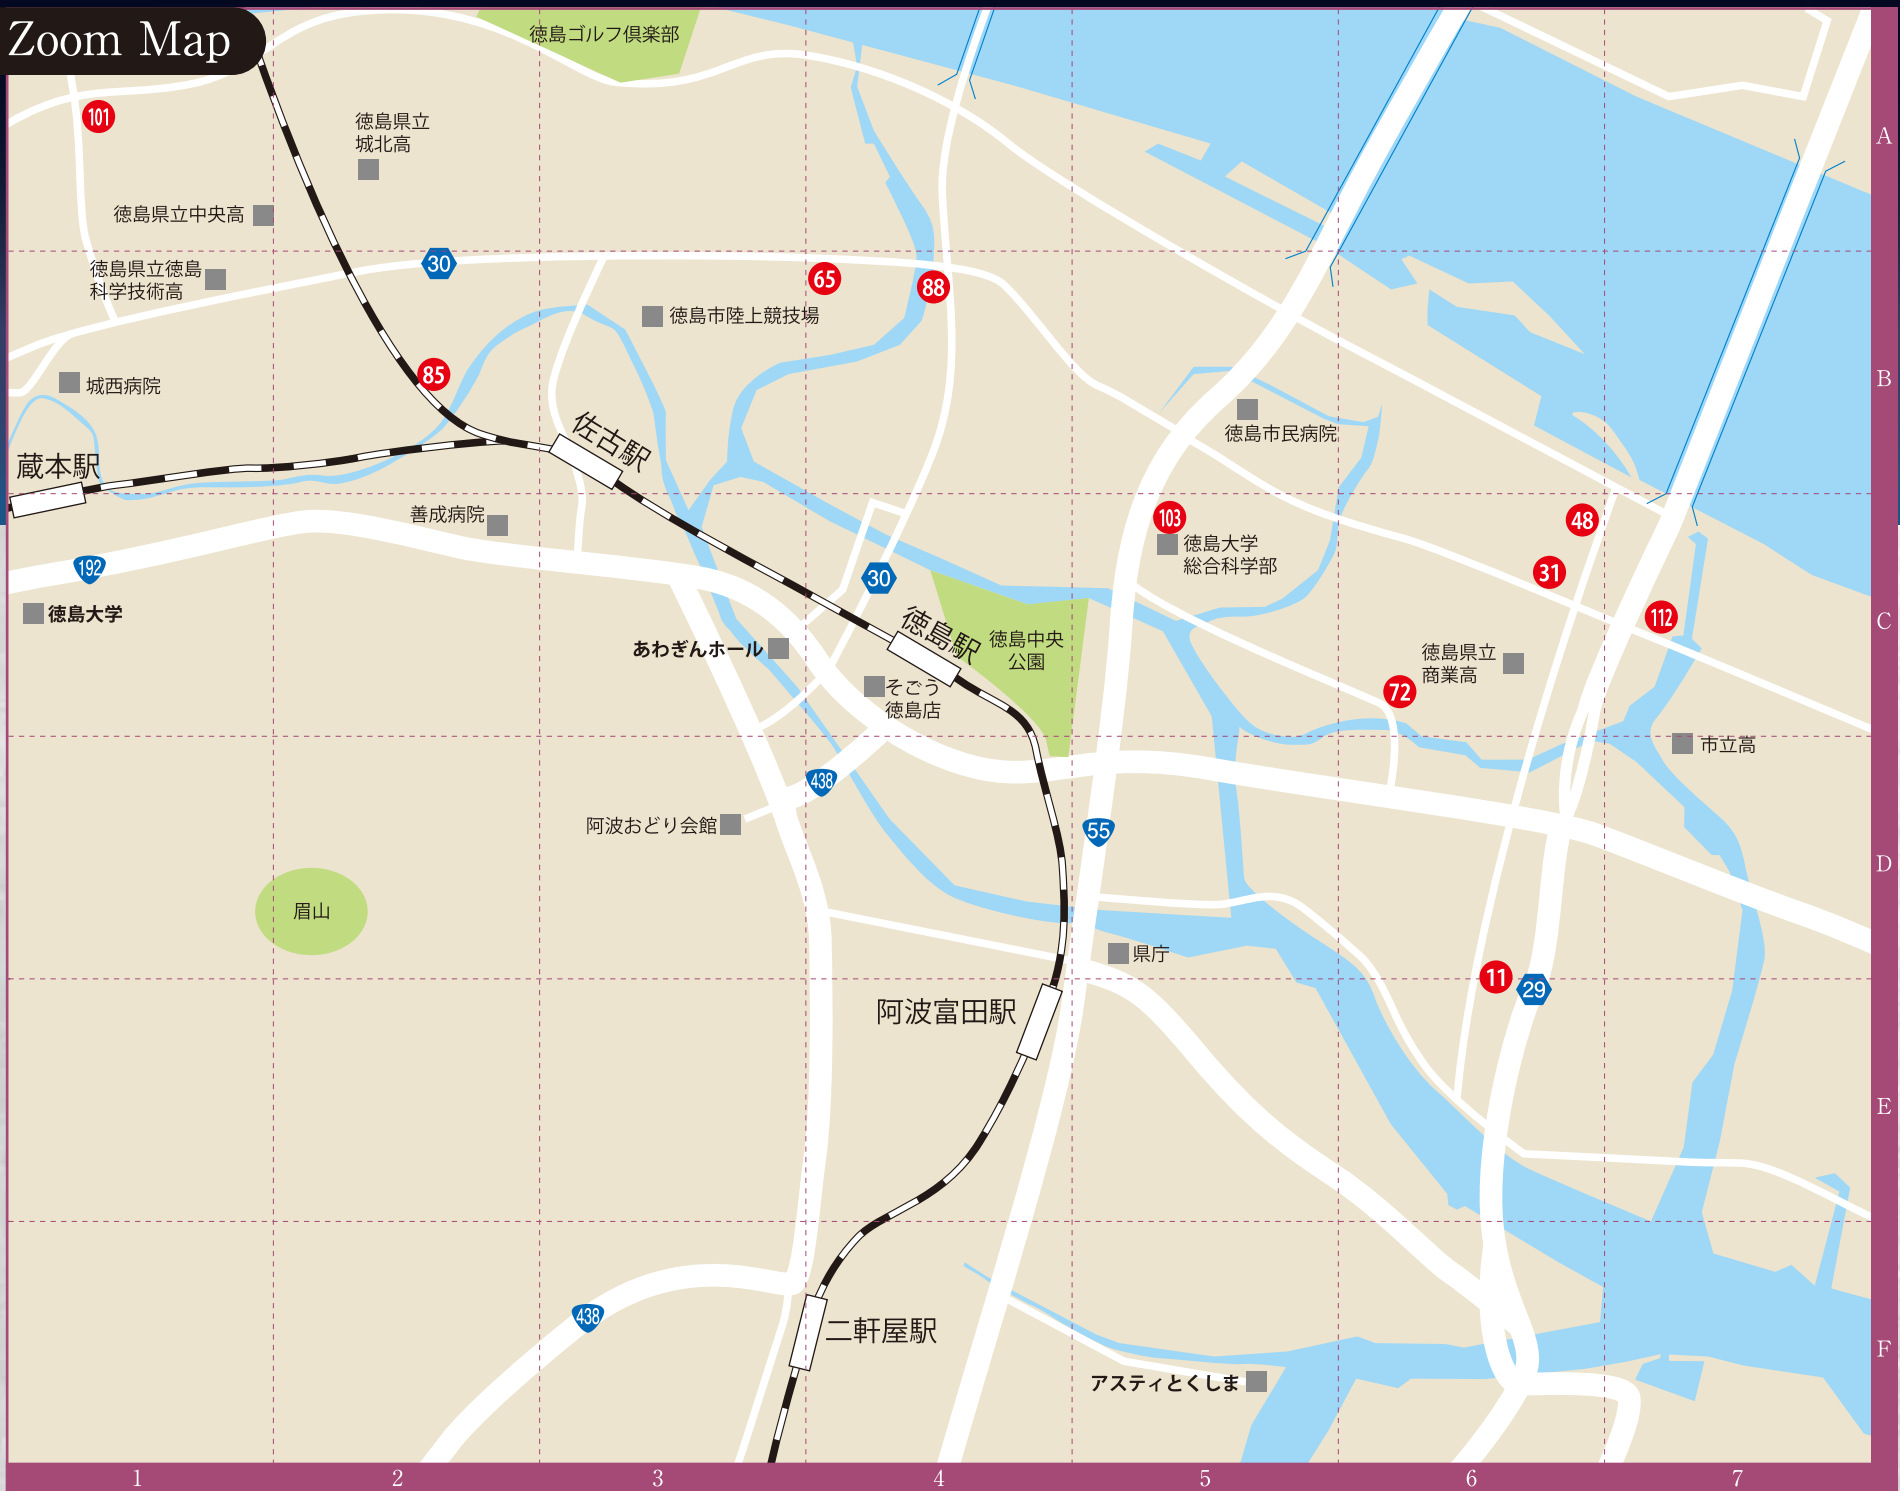 Zoom Map
徳島ゴルフ倶楽部
101
徳島県立
城北高
A
徳島県立中央高
徳島県立徳島
科学技術高
30
65
88
徳島市陸上競技場
85
城西病院
B
徳島市民病院
佐古駅
蔵本駅
善成病院
103
48
徳島大学
総合科学部
192
30
31
徳島大学
112
C
あわぎんホール
徳島駅
徳島中央
公園
徳島県立
商業高
そごう
徳島店
72
市立高
438
阿波おどり会館
55
D
眉山
県庁
11
29
阿波富田駅
E
438
二軒屋駅
F
アスティとくしま
1
2
3
4
5
6
7